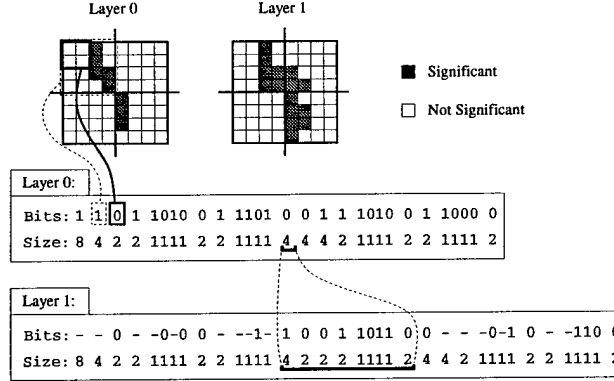 Layer 0
Layer 1
Significant
Not Significant
Layer 0:
Bits: 1 1 0 1 1010 0 1 1101 0 0 1 1 1010 0 1 1000 0
Size: 8 4 2 2 1111 2 2 1111 4 4 4 2 1111 2 2 1111 2
Layer 1:
Bits: - - 0 - -0-0 0 - --1- 1 0 0 1 1011 0 0 - - -0-1 0 - -110 0
Size: 8 4 2 2 1111 2 2 1111 4 2 2 2 1111 2 4 4 2 1111 2 2 1111 2